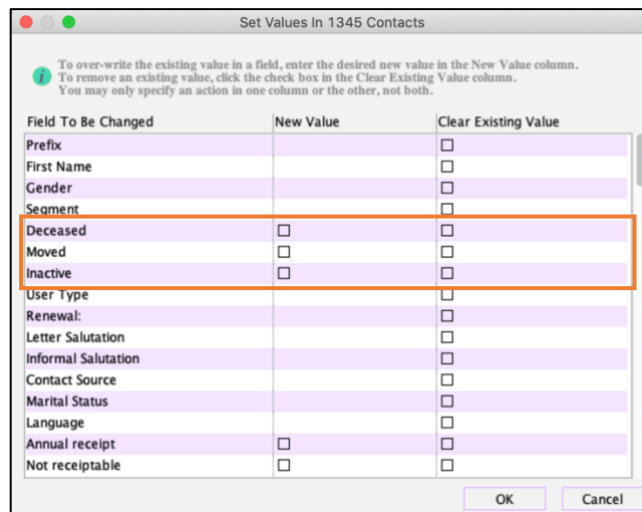 Set Values In 1345 Contacts
To over-write the existing value in a field, enter the desired new value in the New Value column.
To remove an existing value, click the check box in the Clear Existing Value column.
You may only specify an action in one column or the other, not both.
Field To Be Changed New Value Clear Existing Value
Prefix
First Name
Gender
Segment
Deceased
Moved
Inactive
User Type
Renewal:
Letter Salutation
Informal Salutation
Contact Source
Marital Status
Language
Annual receipt
Not receiptable
OK Cancel